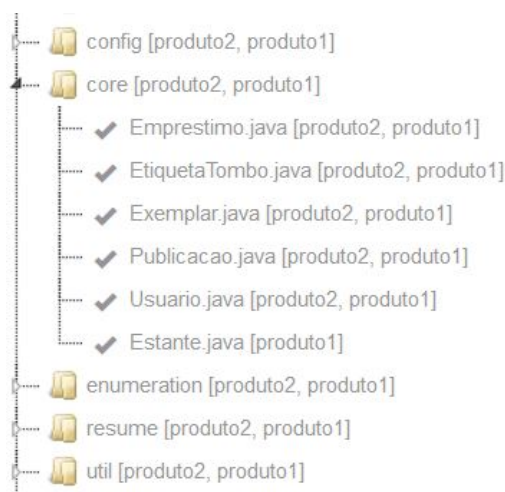 config [produto2, produto1]
core [produto2, produto1]
Emprestimo.java [produto2, produto1]
EtiquetaTombo.java [produto2, produto1]
Exemplar.java [produto2, produto1]
Publicacao.java [produto2, produto1]
Usuario.java [produto2, produto1]
Estante.java [produto1]
enumeration [produto2, produto1]
resume [produto2, produto1]
util [produto2, produto1]